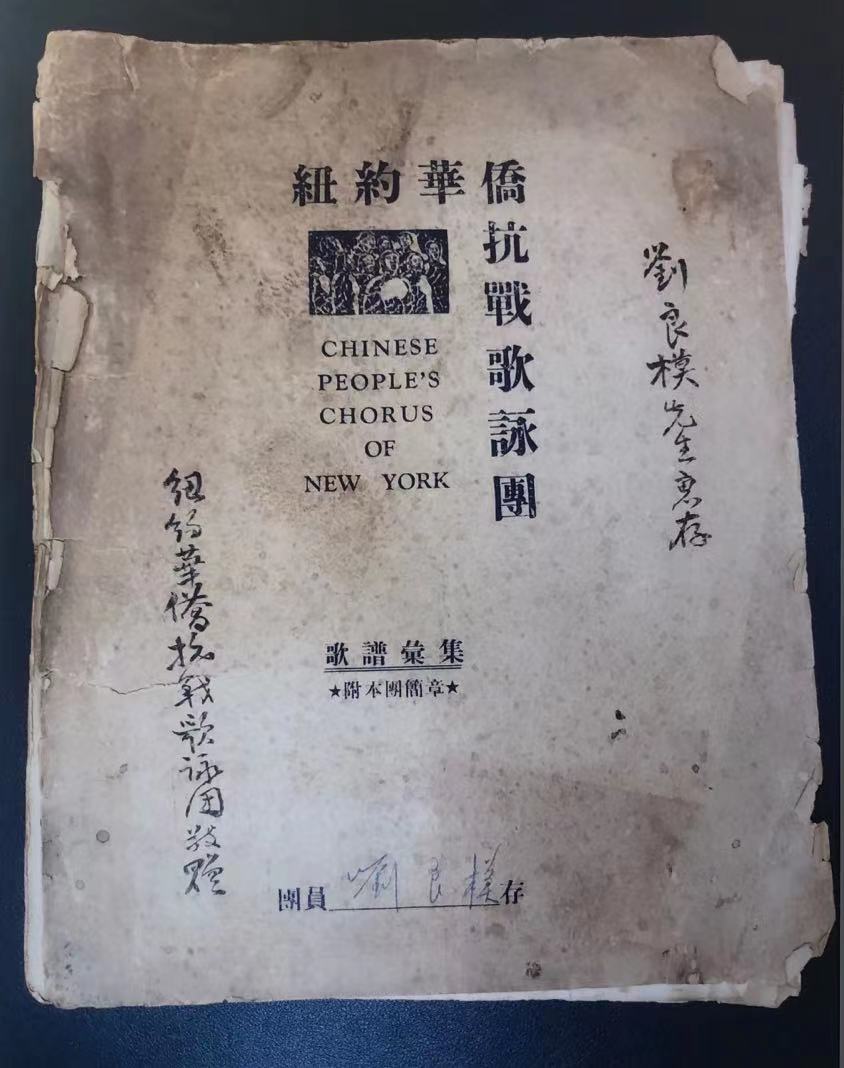 紐約華僑
抗戰歌詠團
CHINESE
PEOPLE'S
CHORUS
OF
NEW YORK
劉良模先生惠存
紐約華僑抗戰歌詠团敬贈
歌譜彙集
★附本團簡章★
團員 劉良模 存